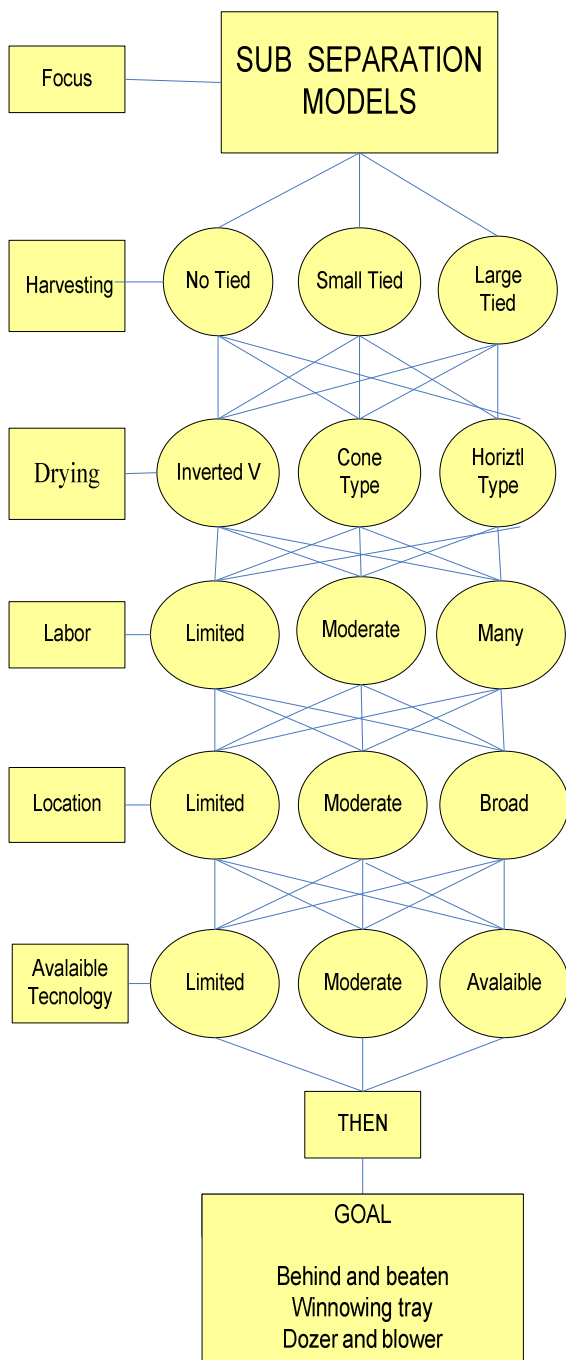 Focus
SUB SEPARATION
MODELS
Harvesting
No Tied
Small Tied
Large
Tied
Drying
Inverted V
Cone
Type
Horiztl
Type
Labor
Limited
Moderate
Many
Location
Limited
Moderate
Broad
Avalaible
Tecnology
Limited
Moderate
Avalaible
THEN
GOAL
Behind and beaten
Winnowing tray
Dozer and blower